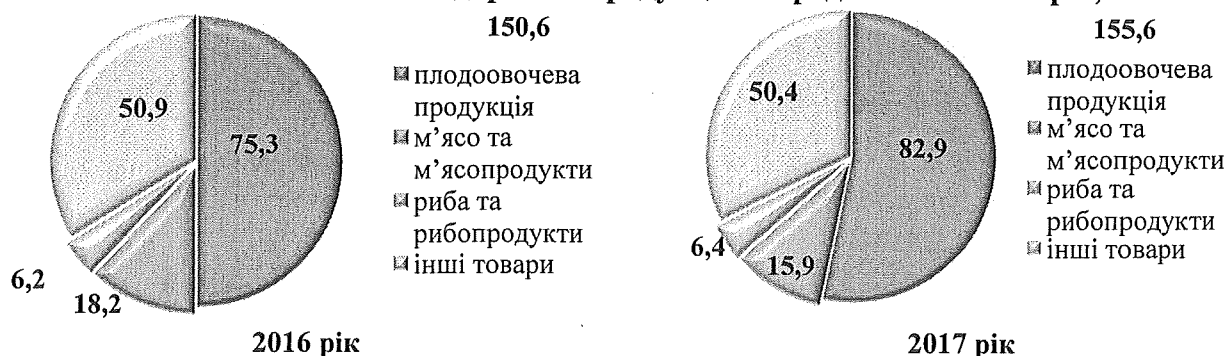 150,6
50,9
75,3
6,2
18,2
плодоовочева
продукція
м’ясо та
м’ясопродукти
риба та
рибопродукти
інші товари
2016 рік
155,6
50,4
82,9
6,4
15,9
плодоовочева
продукція
м’ясо та
м’ясопродукти
риба та
рибопродукти
інші товари
2017 рік